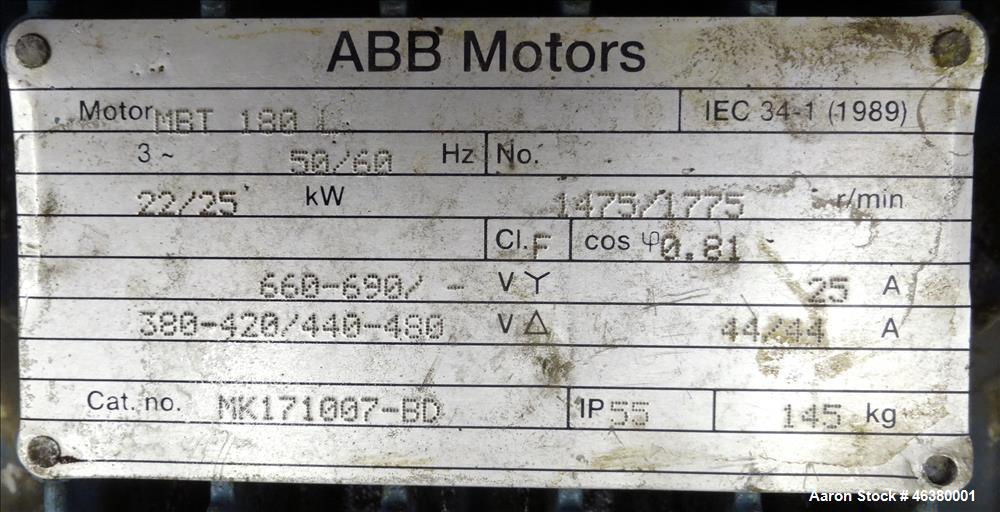 ABB Motors
Motor MBT 180 L IEC 34-1 (1989)
3 ~ 50/60 Hz No.
22/25 kW 1475/1775 r/min
Cl. F cos φ 0.81
660-690/ - V Y 25 A
380-420/440-480 V △ 44/44 A
Cat. no. MK171007-BD IP 55 145 kg
Aaron Stock # 46380001